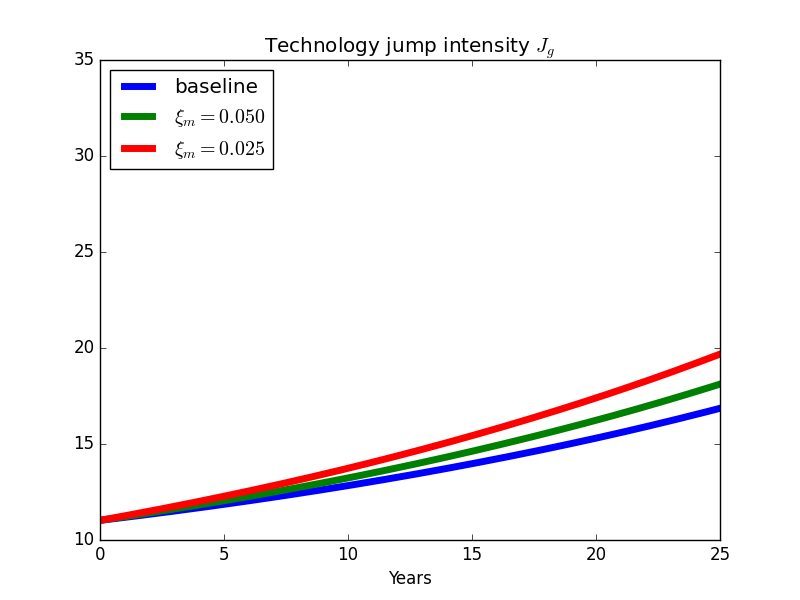 Technology jump intensity $J_g$
35
30
25
20
15
10
baseline
$\xi_m = 0.050$
$\xi_m = 0.025$
0 5 10 15 20 25
Years